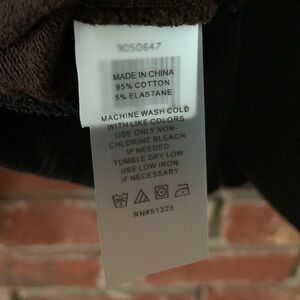 9050647
MADE IN CHINA
95% COTTON
5% ELASTANE
MACHINE WASH COLD
WITH LIKE COLORS
USE ONLY NON-
CHLORINE BLEACH
IF NEEDED
TUMBLE DRY LOW
USE LOW IRON
IF NECESSARY
RN#51323